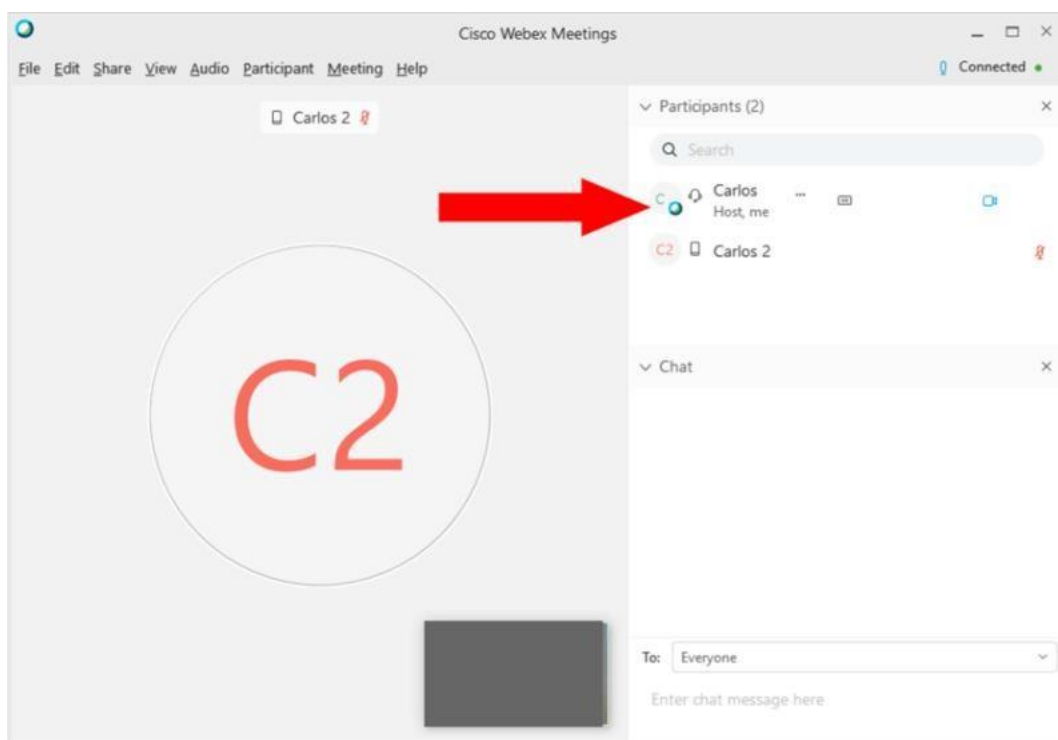 Cisco Webex Meetings
File Edit Share View Audio Participant Meeting Help
Connected
Carlos 2
C2
Participants (2)
Search
C
Carlos
...
CC
Host, me
C2
Carlos 2
Chat
To: Everyone
Enter chat message here